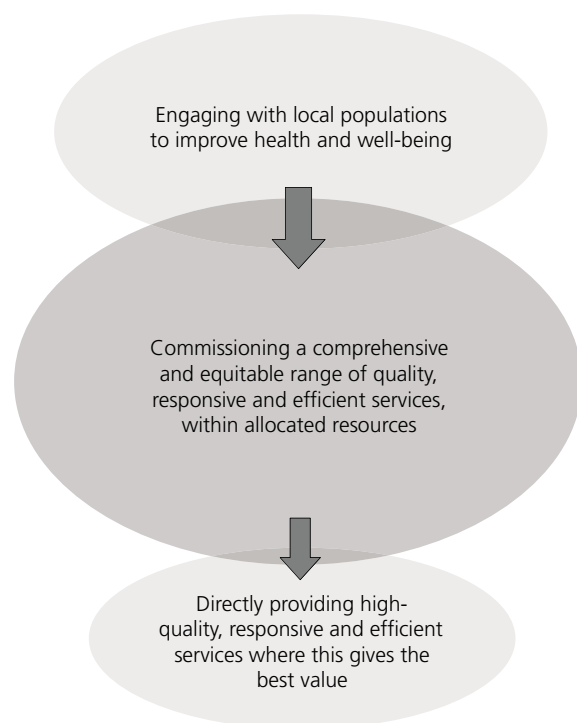 Engaging with local populations
to improve health and well-being
Commissioning a comprehensive
and equitable range of quality,
responsive and efficient services,
within allocated resources
Directly providing high-
quality, responsive and efficient
services where this gives the
best value